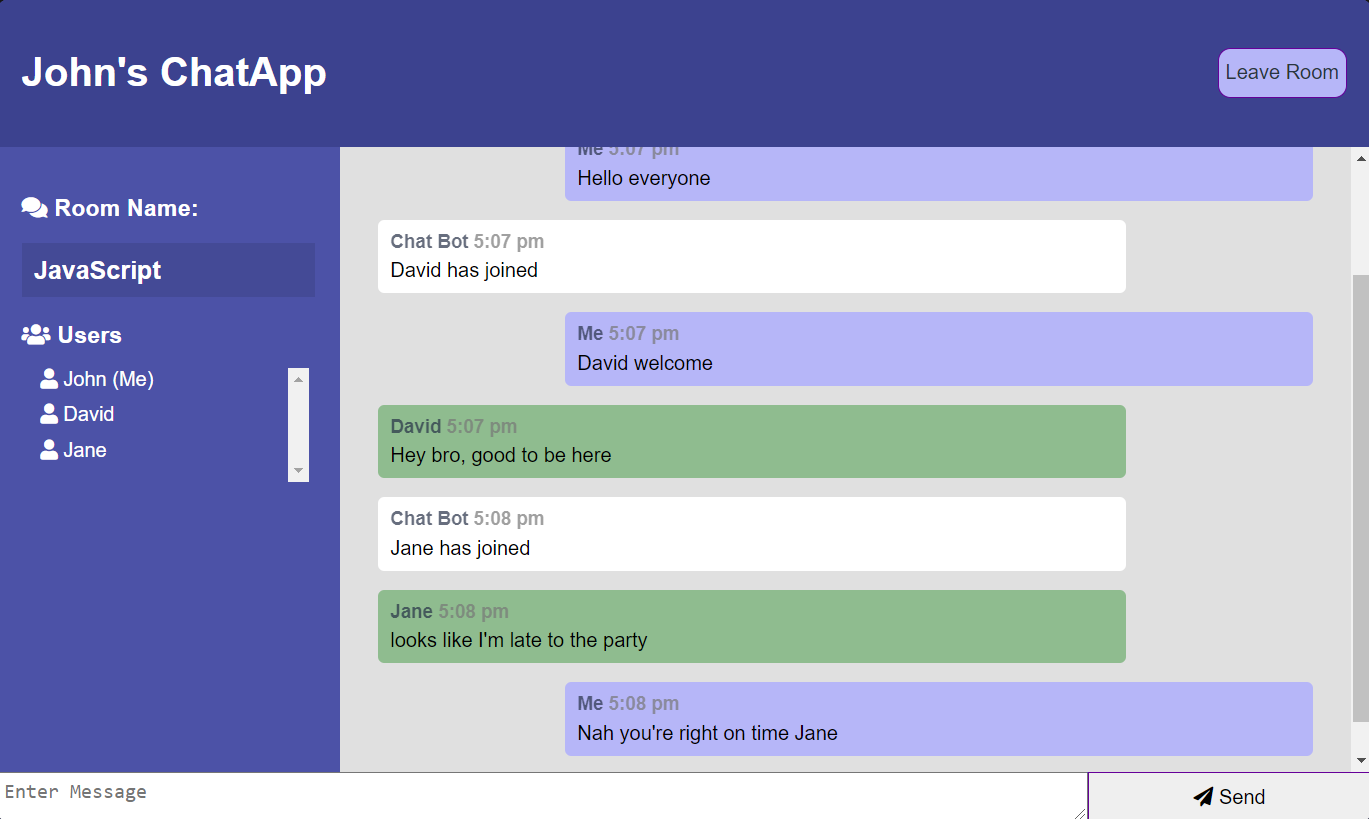 John's ChatApp
Leave Room
Room Name:
JavaScript
Users
John (Me)
David
Jane
Me 5:07 pm
Hello everyone
Chat Bot 5:07 pm
David has joined
Me 5:07 pm
David welcome
David 5:07 pm
Hey bro, good to be here
Chat Bot 5:08 pm
Jane has joined
Jane 5:08 pm
looks like I'm late to the party
Me 5:08 pm
Nah you're right on time Jane
Enter Message
Send